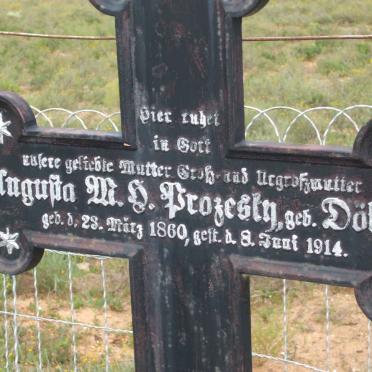 Hier ruhet
in Gott
unsere geliebte Mutter Groß- und Urgroßmutter
Augusta M. H. Prozesky, geb. Döh
geb. d. 23. März 1860, gest. d. 8. Juni 1914.